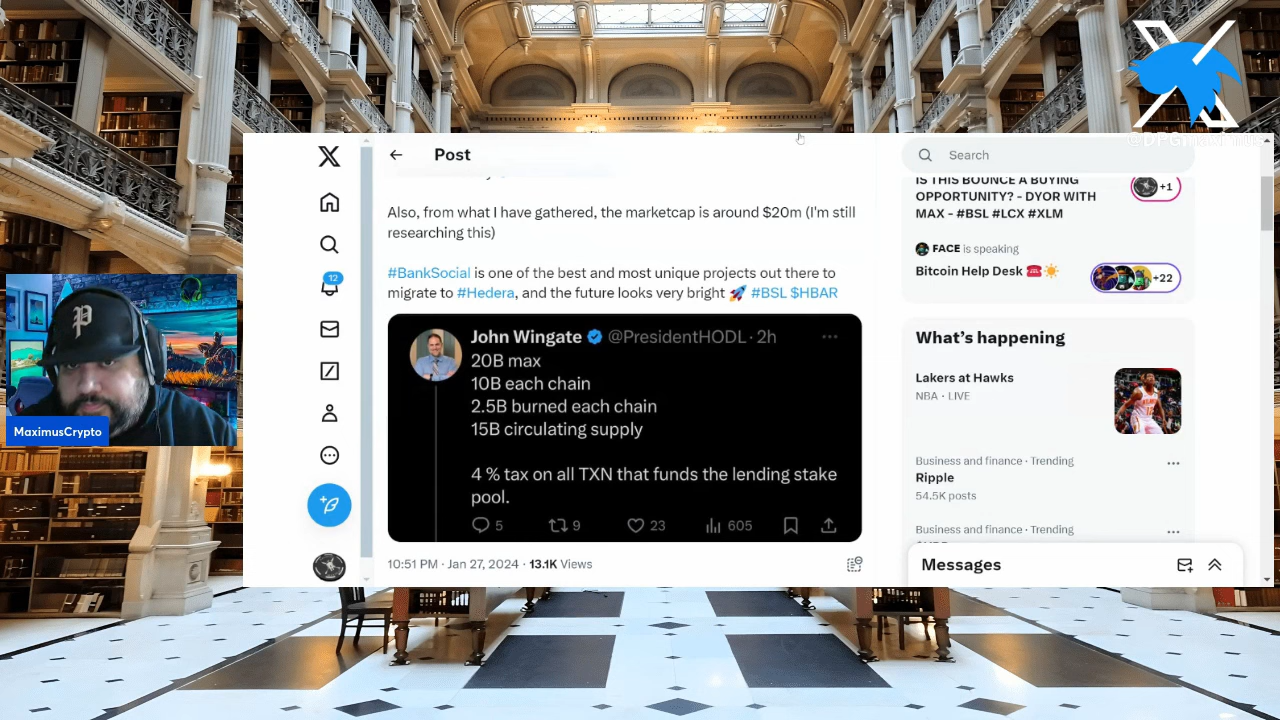 Post
Search
Also, from what I have gathered, the marketcap is around $20m (I'm still
researching this)
#BankSocial is one of the best and most unique projects out there to
migrate to #Hedera, and the future looks very bright 🚀 #BSL $HBAR
John Wingate @PresidentHODL · 2h
20B max
10B each chain
2.5B burned each chain
15B circulating supply
4 % tax on all TXN that funds the lending stake
pool.
5 9 23 605
10:51 PM · Jan 27, 2024 · 13.1K Views
12
MaximusCrypto
P
IS THIS BOUNCE A BUYING
OPPORTUNITY? - DYOR WITH
MAX - #BSL #LCX #XLM
+1
FACE is speaking
Bitcoin Help Desk ☎️☀️
+22
What's happening
Lakers at Hawks
NBA · LIVE
Business and finance · Trending
Ripple
54.5K posts
Business and finance · Trending
Messages